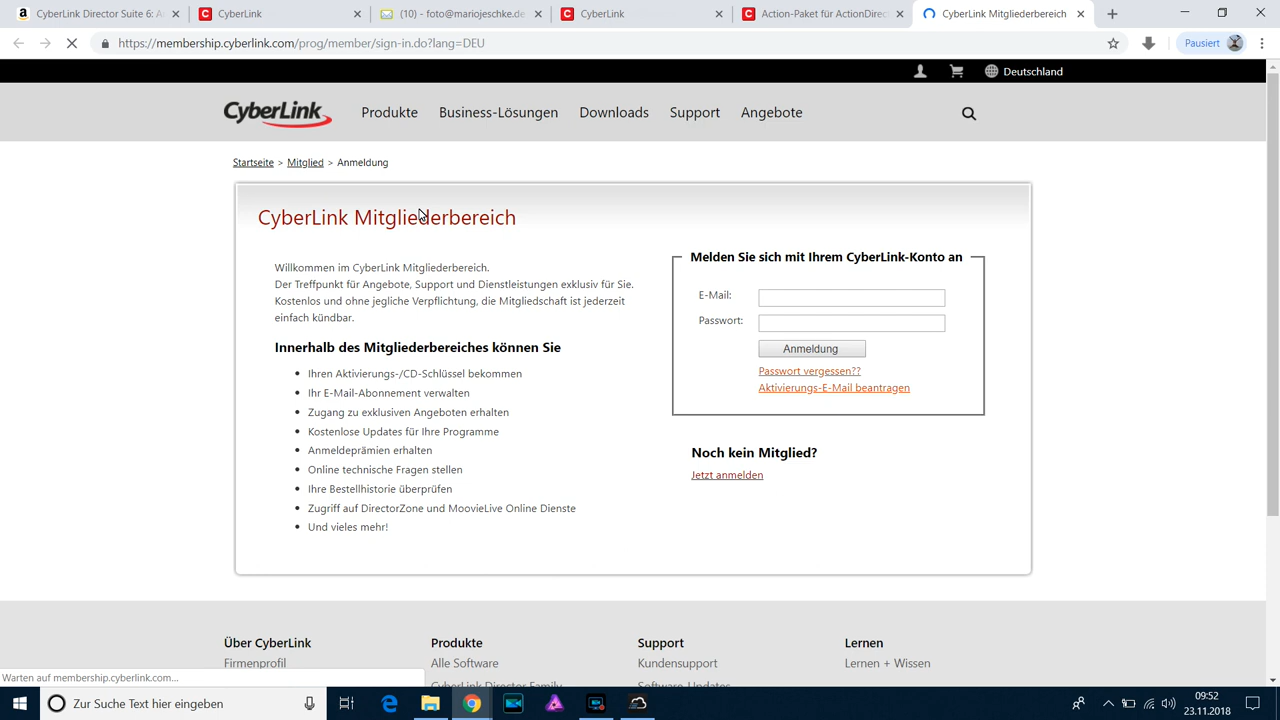 CyberLink Director Suite 6: A
CyberLink
(10) - foto@mariojeschke.de
CyberLink
Action-Paket für ActionDirec
CyberLink Mitgliederbereich
https://membership.cyberlink.com/prog/member/sign-in.do?lang=DEU
Pausiert
Deutschland
CyberLink
Produkte
Business-Lösungen
Downloads
Support
Angebote
Startseite > Mitglied > Anmeldung
CyberLink Mitgliederbereich
Willkommen im CyberLink Mitgliederbereich.
Der Treffpunkt für Angebote, Support und Dienstleistungen exklusiv für Sie.
Kostenlos und ohne jegliche Verpflichtung, die Mitgliedschaft ist jederzeit
einfach kündbar.
Innerhalb des Mitgliederbereiches können Sie
Ihren Aktivierungs-/CD-Schlüssel bekommen
Ihr E-Mail-Abonnement verwalten
Zugang zu exklusiven Angeboten erhalten
Kostenlose Updates für Ihre Programme
Anmeldeprämien erhalten
Online technische Fragen stellen
Ihre Bestellhistorie überprüfen
Zugriff auf DirectorZone und MoovieLive Online Dienste
Und vieles mehr!
Melden Sie sich mit Ihrem CyberLink-Konto an
E-Mail:
Passwort:
Anmeldung
Passwort vergessen??
Aktivierungs-E-Mail beantragen
Noch kein Mitglied?
Jetzt anmelden
Über CyberLink
Produkte
Support
Lernen
Firmenprofil
Alle Software
Kundensupport
Lernen + Wissen
CyberLink Director Family
Software-Updates
Warten auf membership.cyberlink.com...
Zur Suche Text hier eingeben
09:52
23.11.2018